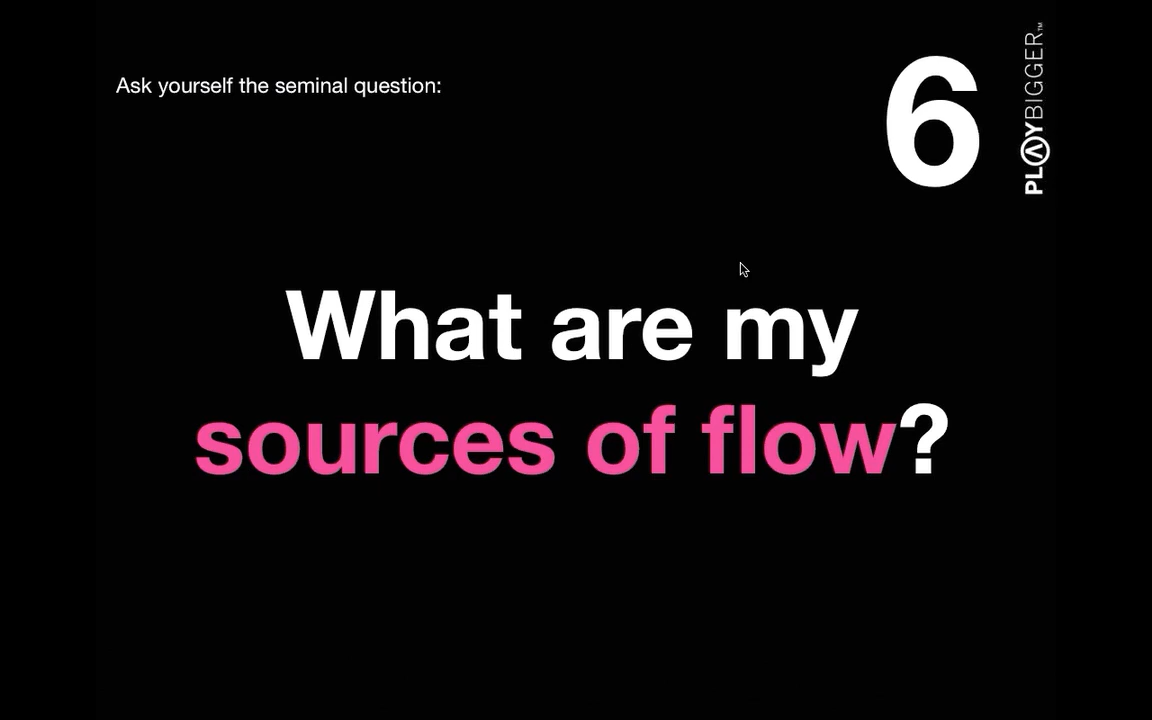 Ask yourself the seminal question:
6
PLAYBIGGER™
What are my
sources of flow?